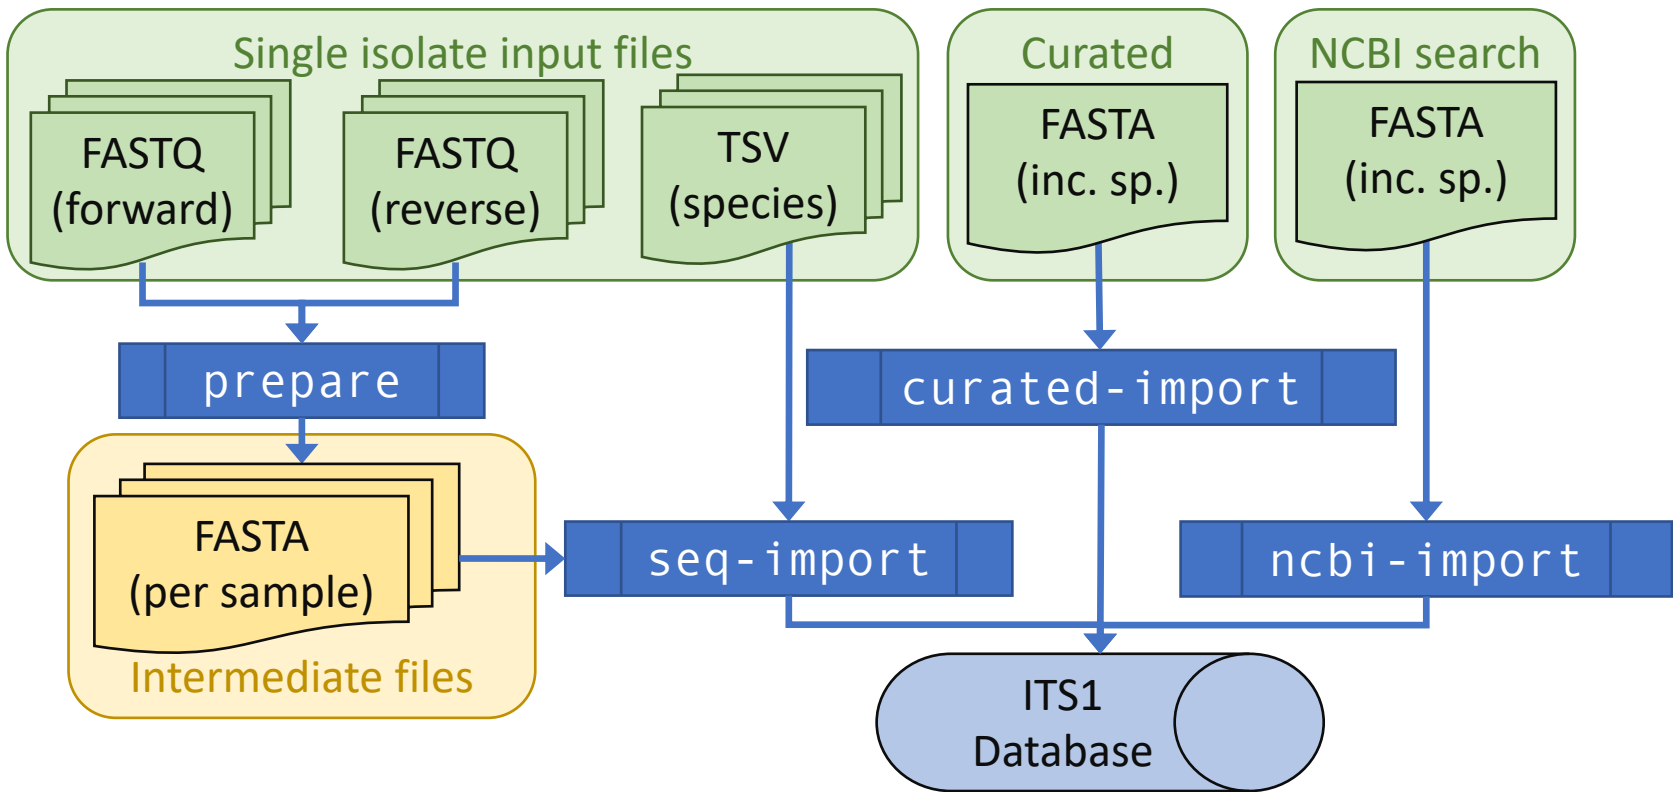 Single isolate input files
FASTQ
(forward)
FASTQ
(reverse)
TSV
(species)
Curated
FASTA
(inc. sp.)
NCBI search
FASTA
(inc. sp.)
prepare
curated-import
FASTA
(per sample)
Intermediate files
seq-import
ncbi-import
ITS1
Database